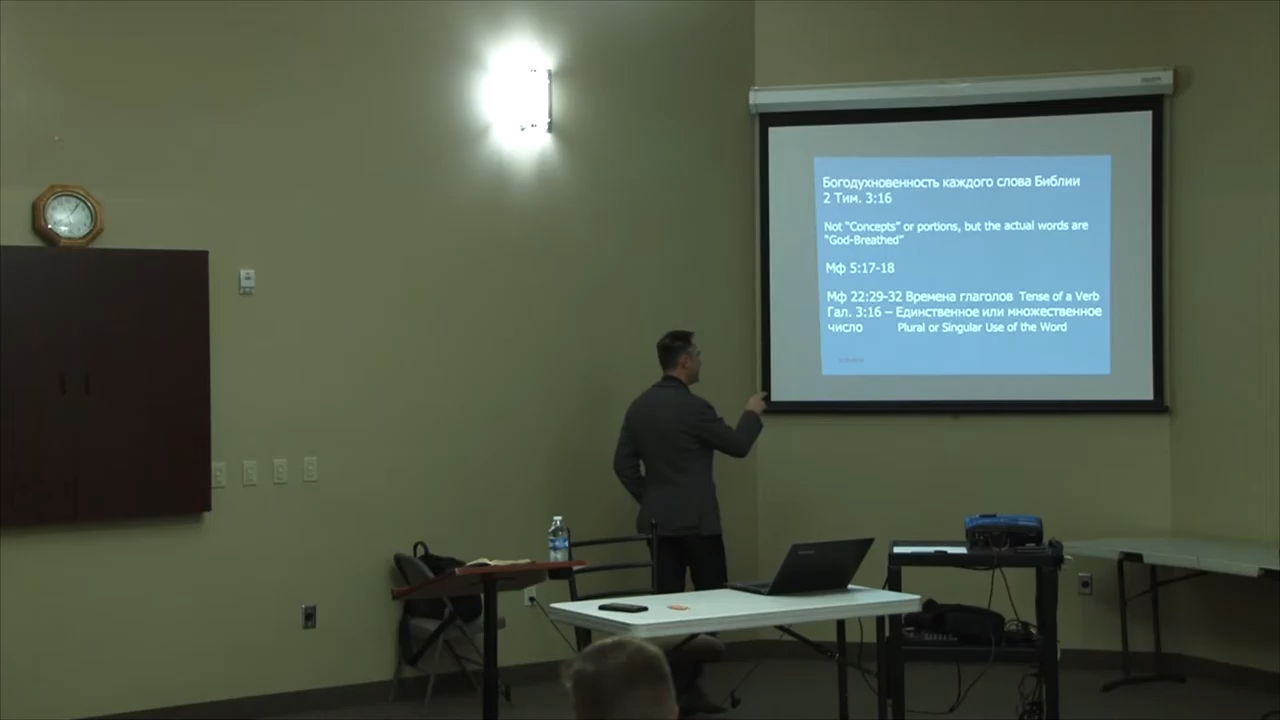 Богодухновенность каждого слова Библии
2 Тим. 3:16
Not “Concepts” or portions, but the actual words are
“God-Breathed”
Мф 5:17-18
Мф 22:29-32 Времена глаголов Tense of a Verb
Гал. 3:16 – Единственное или множественное
число Plural or Singular Use of the Word